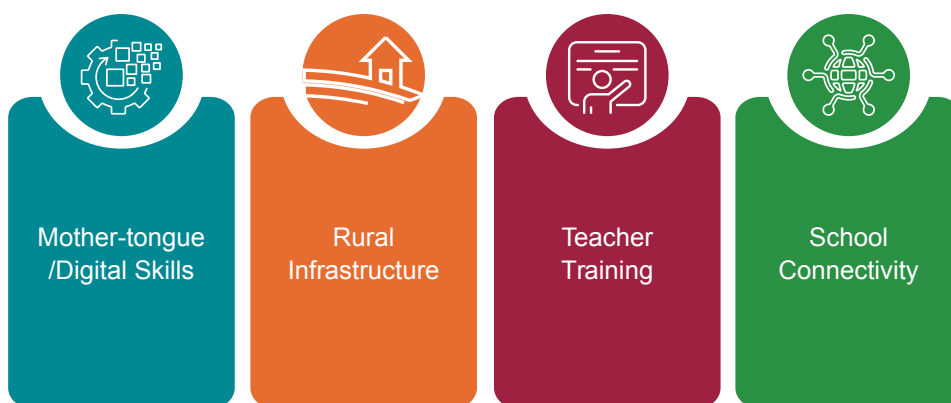 Mother-tongue
/Digital Skills
Rural
Infrastructure
Teacher
Training
School
Connectivity